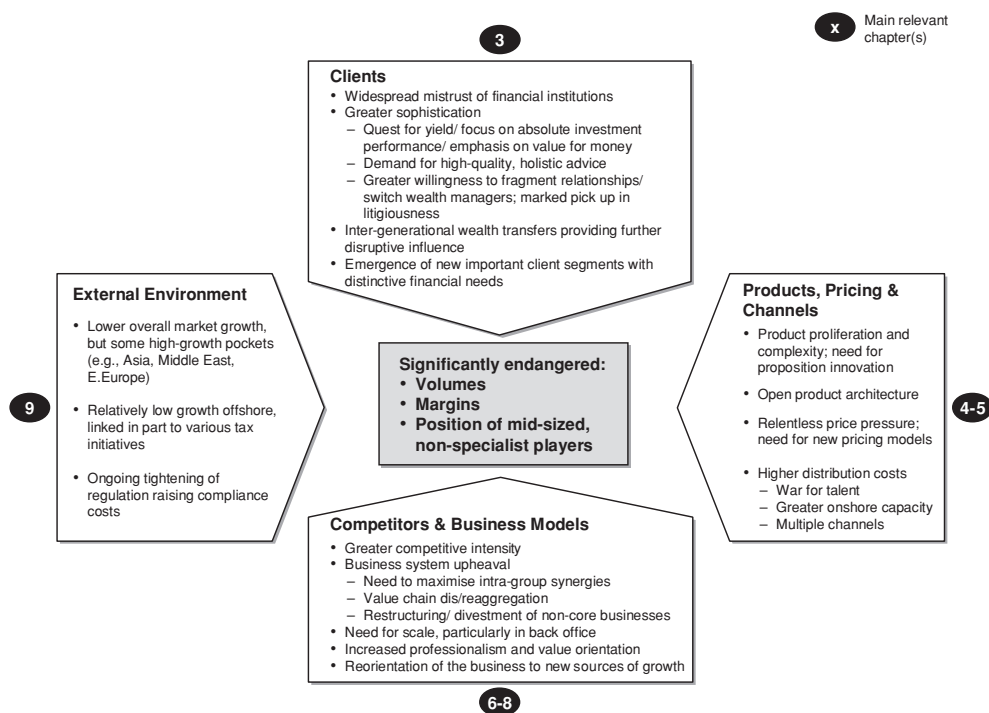 x
Main relevant
chapter(s)
3
Clients
• Widespread mistrust of financial institutions
• Greater sophistication
– Quest for yield/ focus on absolute investment
performance/ emphasis on value for money
– Demand for high-quality, holistic advice
– Greater willingness to fragment relationships/
switch wealth managers; marked pick up in
litigiousness
• Inter-generational wealth transfers providing further
disruptive influence
• Emergence of new important client segments with
distinctive financial needs
9
External Environment
• Lower overall market growth,
but some high-growth pockets
(e.g., Asia, Middle East,
E.Europe)
• Relatively low growth offshore,
linked in part to various tax
initiatives
• Ongoing tightening of
regulation raising compliance
costs
Significantly endangered:
• Volumes
• Margins
• Position of mid-sized,
non-specialist players
Products, Pricing &
Channels
• Product proliferation and
complexity; need for
proposition innovation
• Open product architecture
• Relentless price pressure;
need for new pricing models
• Higher distribution costs
– War for talent
– Greater onshore capacity
– Multiple channels
4-5
Competitors & Business Models
• Greater competitive intensity
• Business system upheaval
– Need to maximise intra-group synergies
– Value chain dis/reaggregation
– Restructuring/ divestment of non-core businesses
• Need for scale, particularly in back office
• Increased professionalism and value orientation
• Reorientation of the business to new sources of growth
6-8